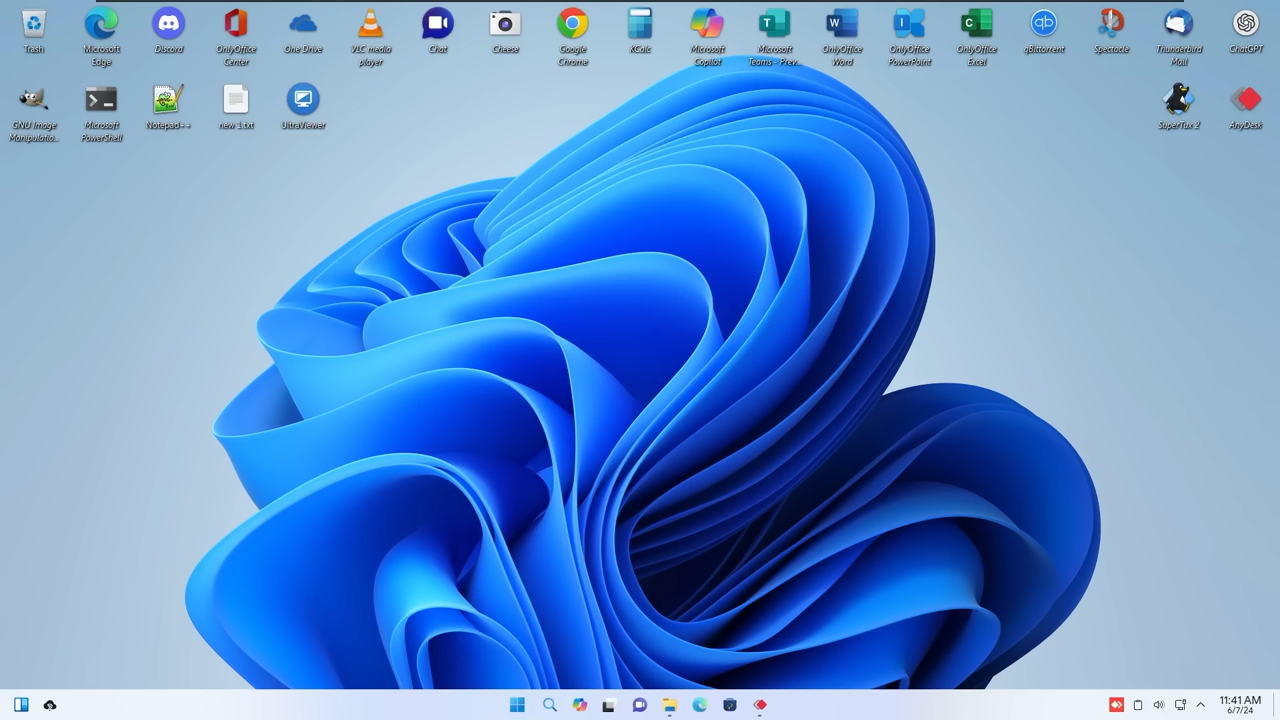 Trash
Microsoft
Edge
Discord
OnlyOffice
Center
One Drive
VLC media
player
Chat
Cheese
Google
Chrome
KCalc
Microsoft
Copilot
Microsoft
Teams - Prev...
OnlyOffice
Word
OnlyOffice
PowerPoint
OnlyOffice
Excel
qBittorrent
Spectacle
Thunderbird
Mail
ChatGPT
GNU Image
Manipulatio...
Microsoft
PowerShell
Notepad++
new 1.txt
UltraViewer
SuperTux 2
AnyDesk
11:41 AM
6/7/24